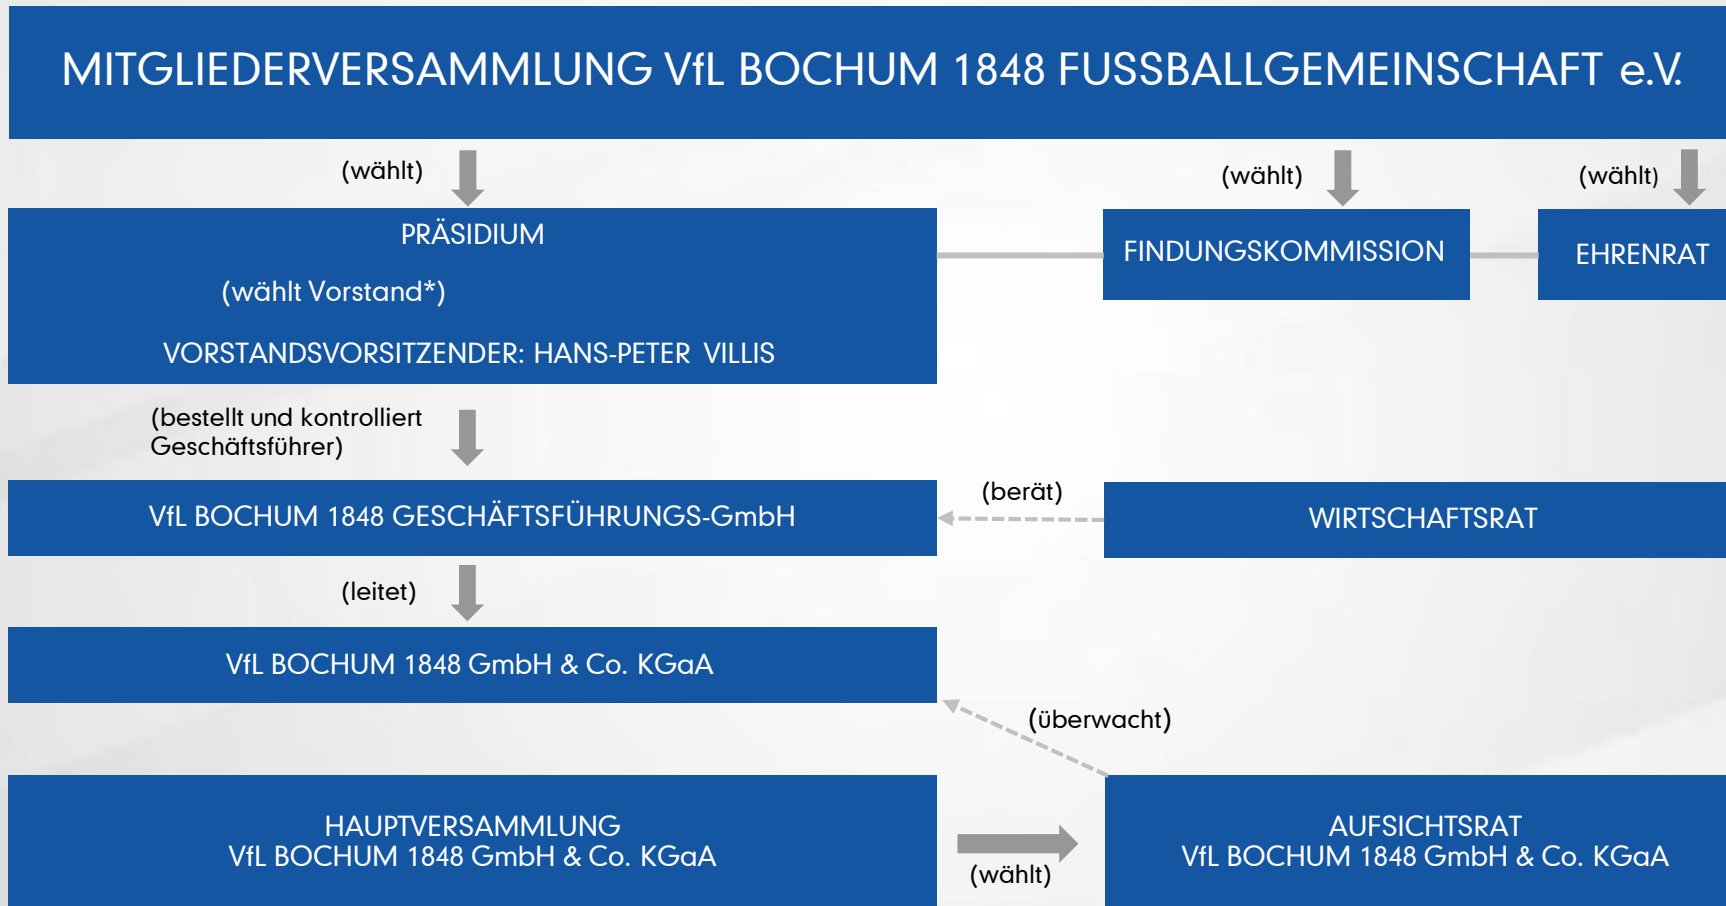 MITGLIEDERVERSAMMLUNG VfL BOCHUM 1848 FUSSBALLGEMEINSCHAFT e.V.
(wählt)
(wählt)
(wählt)
PRÄSIDIUM
(wählt Vorstand*)
VORSTANDSVORSITZENDER: HANS-PETER VILLIS
FINDUNGSKOMMISSION
EHRENRAT
(bestellt und kontrolliert
Geschäftsführer)
VfL BOCHUM 1848 GESCHÄFTSFÜHRUNGS-GmbH
(berät)
WIRTSCHAFTSRAT
(leitet)
VfL BOCHUM 1848 GmbH & Co. KGaA
(überwacht)
HAUPTVERSAMMLUNG
VfL BOCHUM 1848 GmbH & Co. KGaA
(wählt)
AUFSICHTSRAT
VfL BOCHUM 1848 GmbH & Co. KGaA